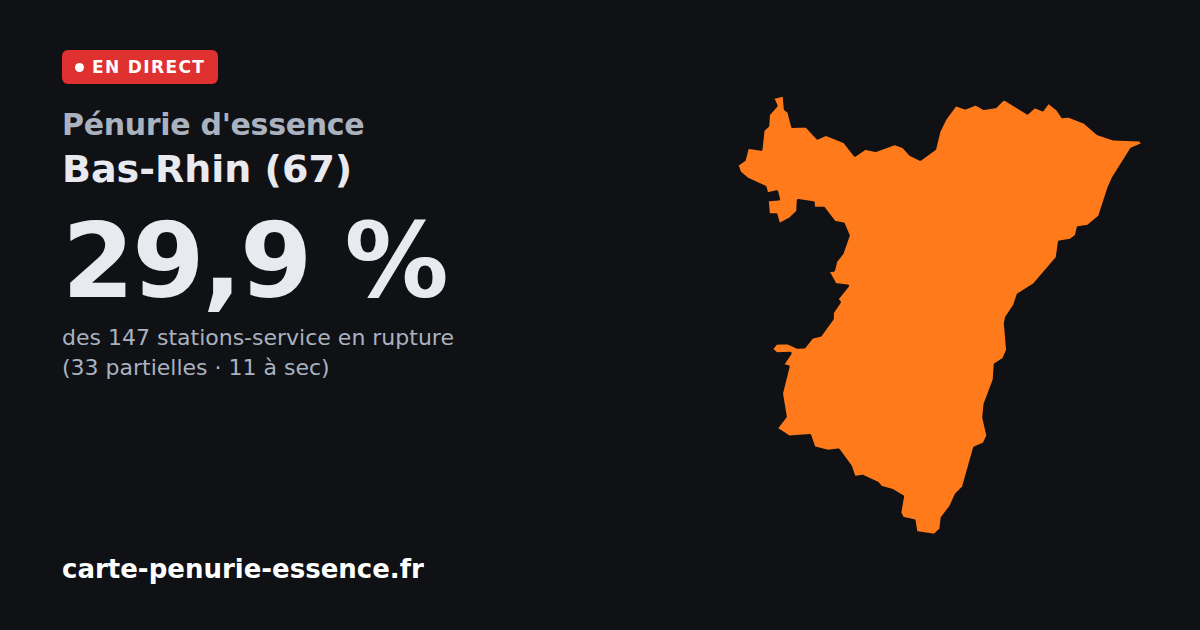 EN DIRECT
Pénurie d'essence
Bas-Rhin (67)
29,9 %
des 147 stations-service en rupture
(33 partielles · 11 à sec)
carte-penurie-essence.fr